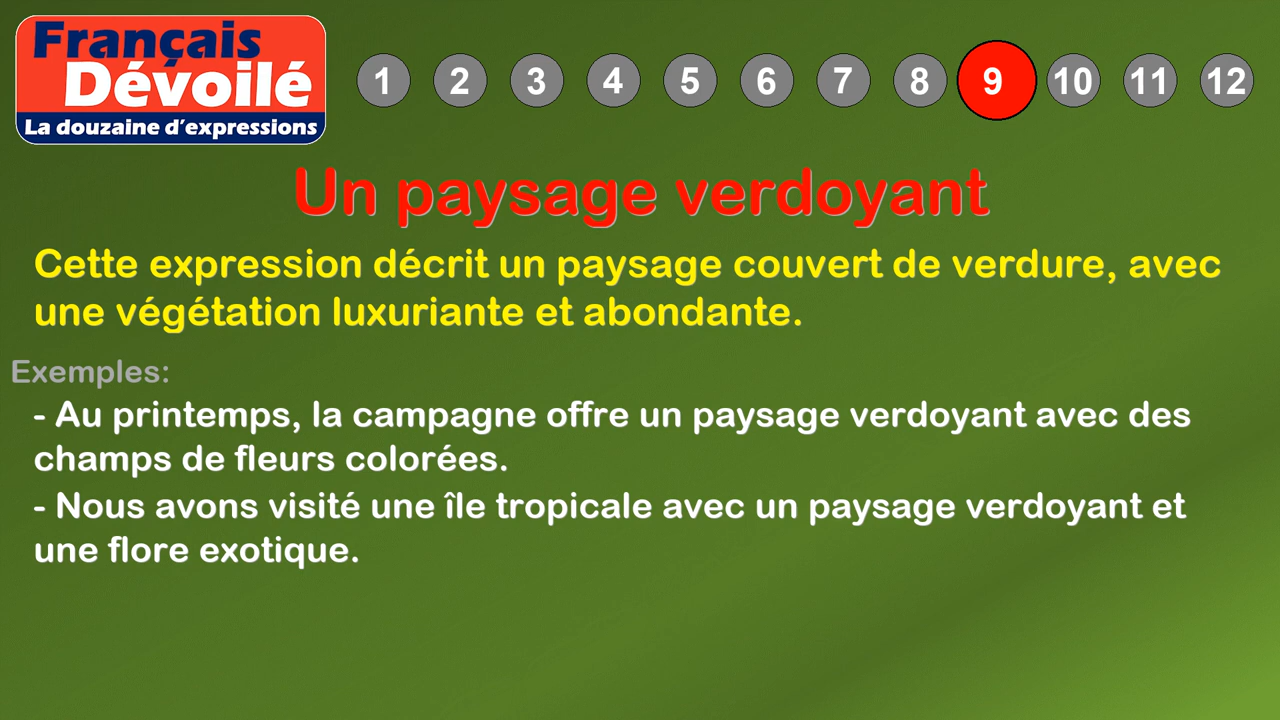 Français
Dévoilé
La douzaine d'expressions
1 2 3 4 5 6 7 8 9 10 11 12
Un paysage verdoyant
Cette expression décrit un paysage couvert de verdure, avec
une végétation luxuriante et abondante.
Exemples:
- Au printemps, la campagne offre un paysage verdoyant avec des
champs de fleurs colorées.
- Nous avons visité une île tropicale avec un paysage verdoyant et
une flore exotique.